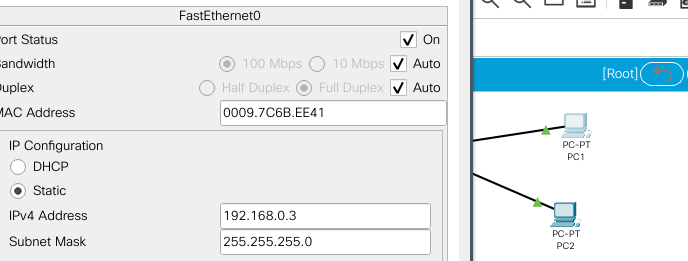 FastEthernet0
ort Status
On
andwidth
100 Mbps
10 Mbps
Auto
uplex
Half Duplex
Full Duplex
Auto
MAC Address
0009.7C6B.EE41
IP Configuration
DHCP
Static
IPv4 Address
192.168.0.3
Subnet Mask
255.255.255.0
[Root]
PC-PT
PC1
PC-PT
PC2